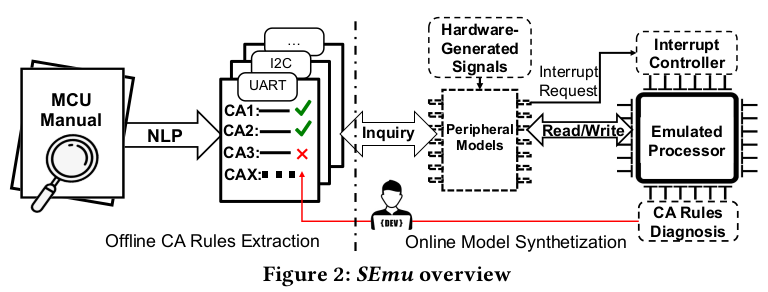 MCU
Manual
NLP
...
I2C
UART
CA1:
CA2:
CA3:
CAX:
Offline CA Rules Extraction
Inquiry
Hardware-
Generated
Signals
Peripheral
Models
Interrupt
Request
Read/Write
Interrupt
Controller
Emulated
Processor
CA Rules
Diagnosis
{DEV}
Online Model Synthetization
Figure 2: SEmu overview